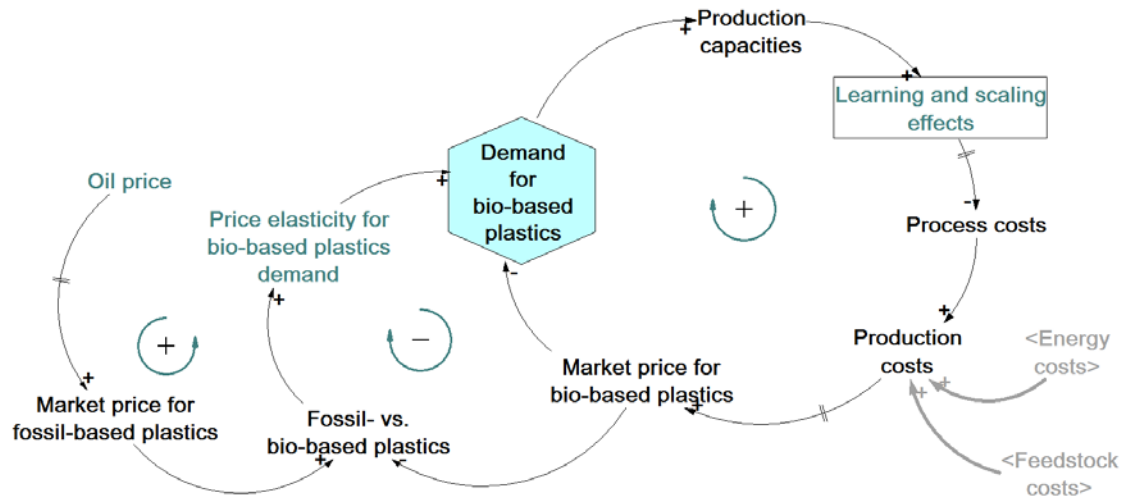 Production
capacities
+
+
Learning and scaling
effects
Demand
for
bio-based
plastics
+
-
Oil price
Price elasticity for
bio-based plastics
demand
+
+
-
Process costs
+
-
+
Production
costs
<Energy
costs>
+
+
Market price for
bio-based plastics
+
+
Market price for
fossil-based plastics
Fossil- vs.
bio-based plastics
+
-
<Feedstock
costs>